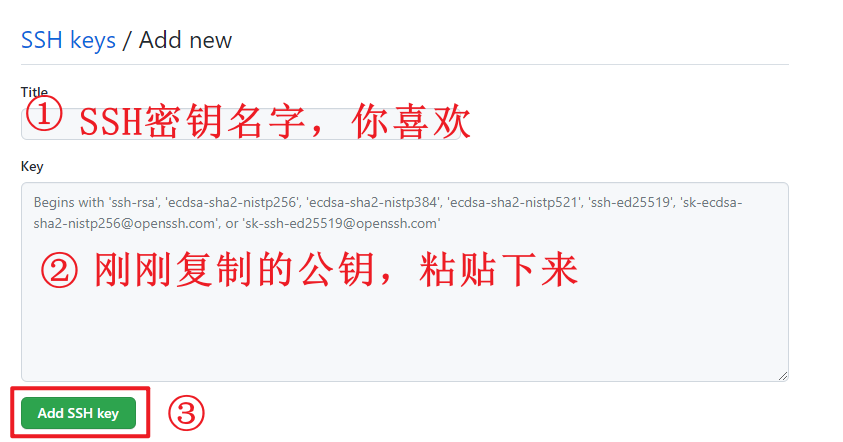 SSH keys / Add new
Title
① SSH密钥名字，你喜欢
Key
Begins with 'ssh-rsa', 'ecdsa-sha2-nistp256', 'ecdsa-sha2-nistp384', 'ecdsa-sha2-nistp521', 'ssh-ed25519', 'sk-ecdsa-
sha2-nistp256@openssh.com', or 'sk-ssh-ed25519@openssh.com'
② 刚刚复制的公钥，粘贴下来
Add SSH key ③